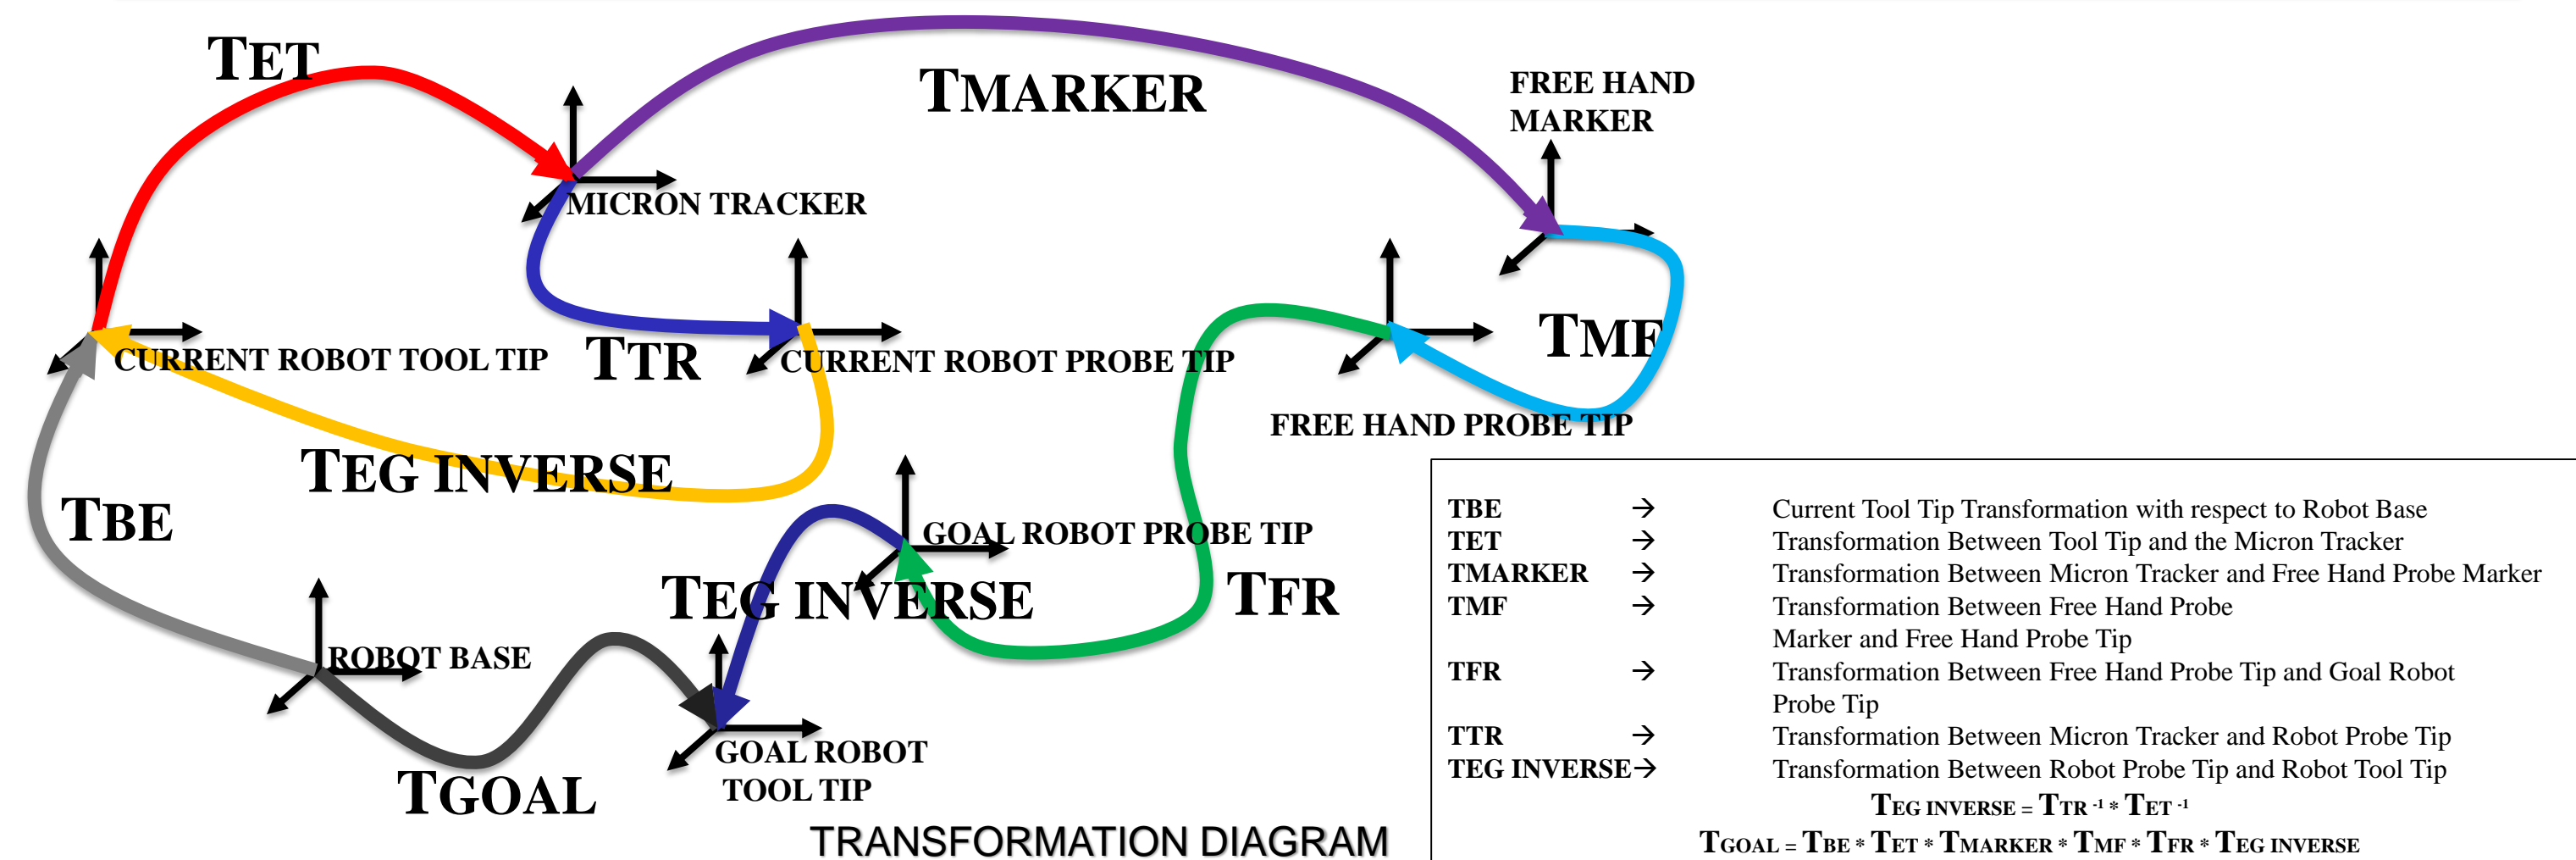 TET
TMARKER
FREE HAND
MARKER
MICRON TRACKER
CURRENT ROBOT TOOL TIP
TTR
CURRENT ROBOT PROBE TIP
TMF
FREE HAND PROBE TIP
TEG INVERSE
TBE
GOAL ROBOT PROBE TIP
TEG INVERSE
TFR
ROBOT BASE
GOAL ROBOT
TOOL TIP
TGOAL
TRANSFORMATION DIAGRAM
TBE → Current Tool Tip Transformation with respect to Robot Base
TET → Transformation Between Tool Tip and the Micron Tracker
TMARKER → Transformation Between Micron Tracker and Free Hand Probe Marker
TMF → Transformation Between Free Hand Probe
Marker and Free Hand Probe Tip
TFR → Transformation Between Free Hand Probe Tip and Goal Robot
Probe Tip
TTR → Transformation Between Micron Tracker and Robot Probe Tip
TEG INVERSE → Transformation Between Robot Probe Tip and Robot Tool Tip
TEG INVERSE = TTR -1 * TET -1
TGOAL = TBE * TET * TMARKER * TMF * TFR * TEG INVERSE